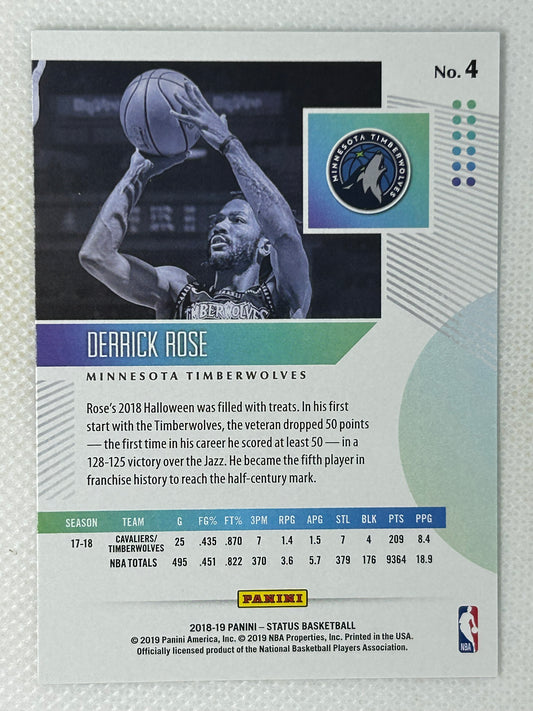 No. 4
MINNESOTA TIMBERWOLVES
TIMBERWOLVES
DERRICK ROSE
MINNESOTA TIMBERWOLVES
Rose's 2018 Halloween was filled with treats. In his first
start with the Timberwolves, the veteran dropped 50 points
— the first time in his career he scored at least 50 — in a
128-125 victory over the Jazz. He became the fifth player in
franchise history to reach the half-century mark.
SEASON TEAM G FG% FT% 3PM RPG APG STL BLK PTS PPG
17-18 CAVALIERS/ TIMBERWOLVES 25 .435 .870 7 1.4 1.5 7 4 209 8.4
NBA TOTALS 495 .451 .822 370 3.6 5.7 379 176 9364 18.9
PANINI
2018-19 PANINI – STATUS BASKETBALL
© 2019 Panini America, Inc. © 2019 NBA Properties, Inc. Printed in the USA.
Officially licensed product of the National Basketball Players Association.
NBA